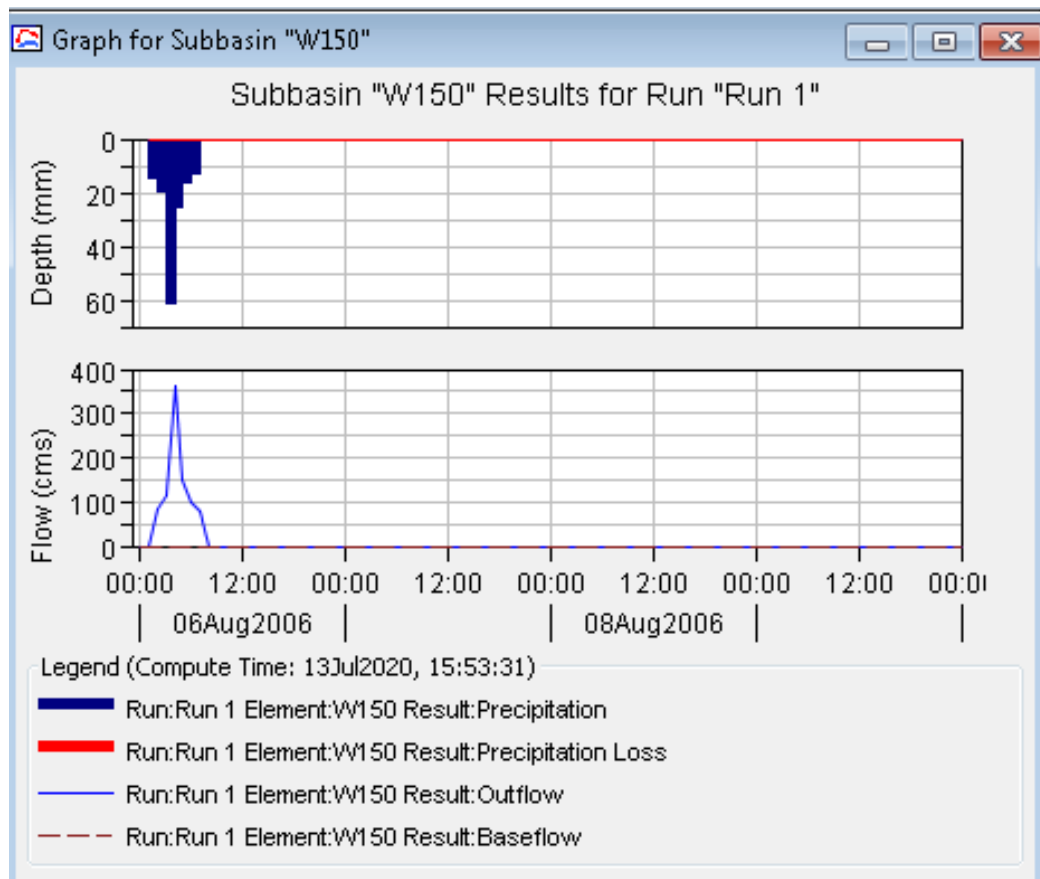 Graph for Subbasin "W150"
Subbasin "W150" Results for Run "Run 1"
Depth (mm)
0
20
40
60
Flow (cms)
400
300
200
100
0
00:00 12:00 00:00 12:00 00:00 12:00 00:00 12:00 00:0
06Aug2006 08Aug2006
Legend (Compute Time: 13Jul2020, 15:53:31)
Run:Run 1 Element:W150 Result:Precipitation
Run:Run 1 Element:W150 Result:Precipitation Loss
Run:Run 1 Element:W150 Result:Outflow
Run:Run 1 Element:W150 Result:Baseflow